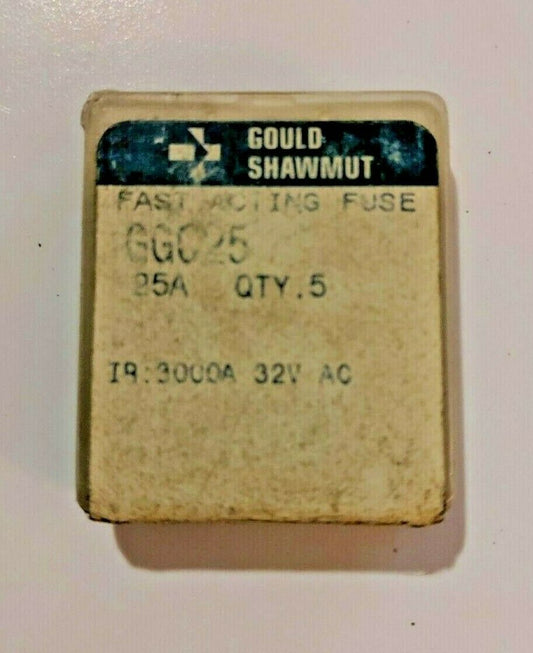 GOULD
SHAWMUT
FAST ACTING FUSE
GGC25
25A QTY.5
IR:3000A 32V AC